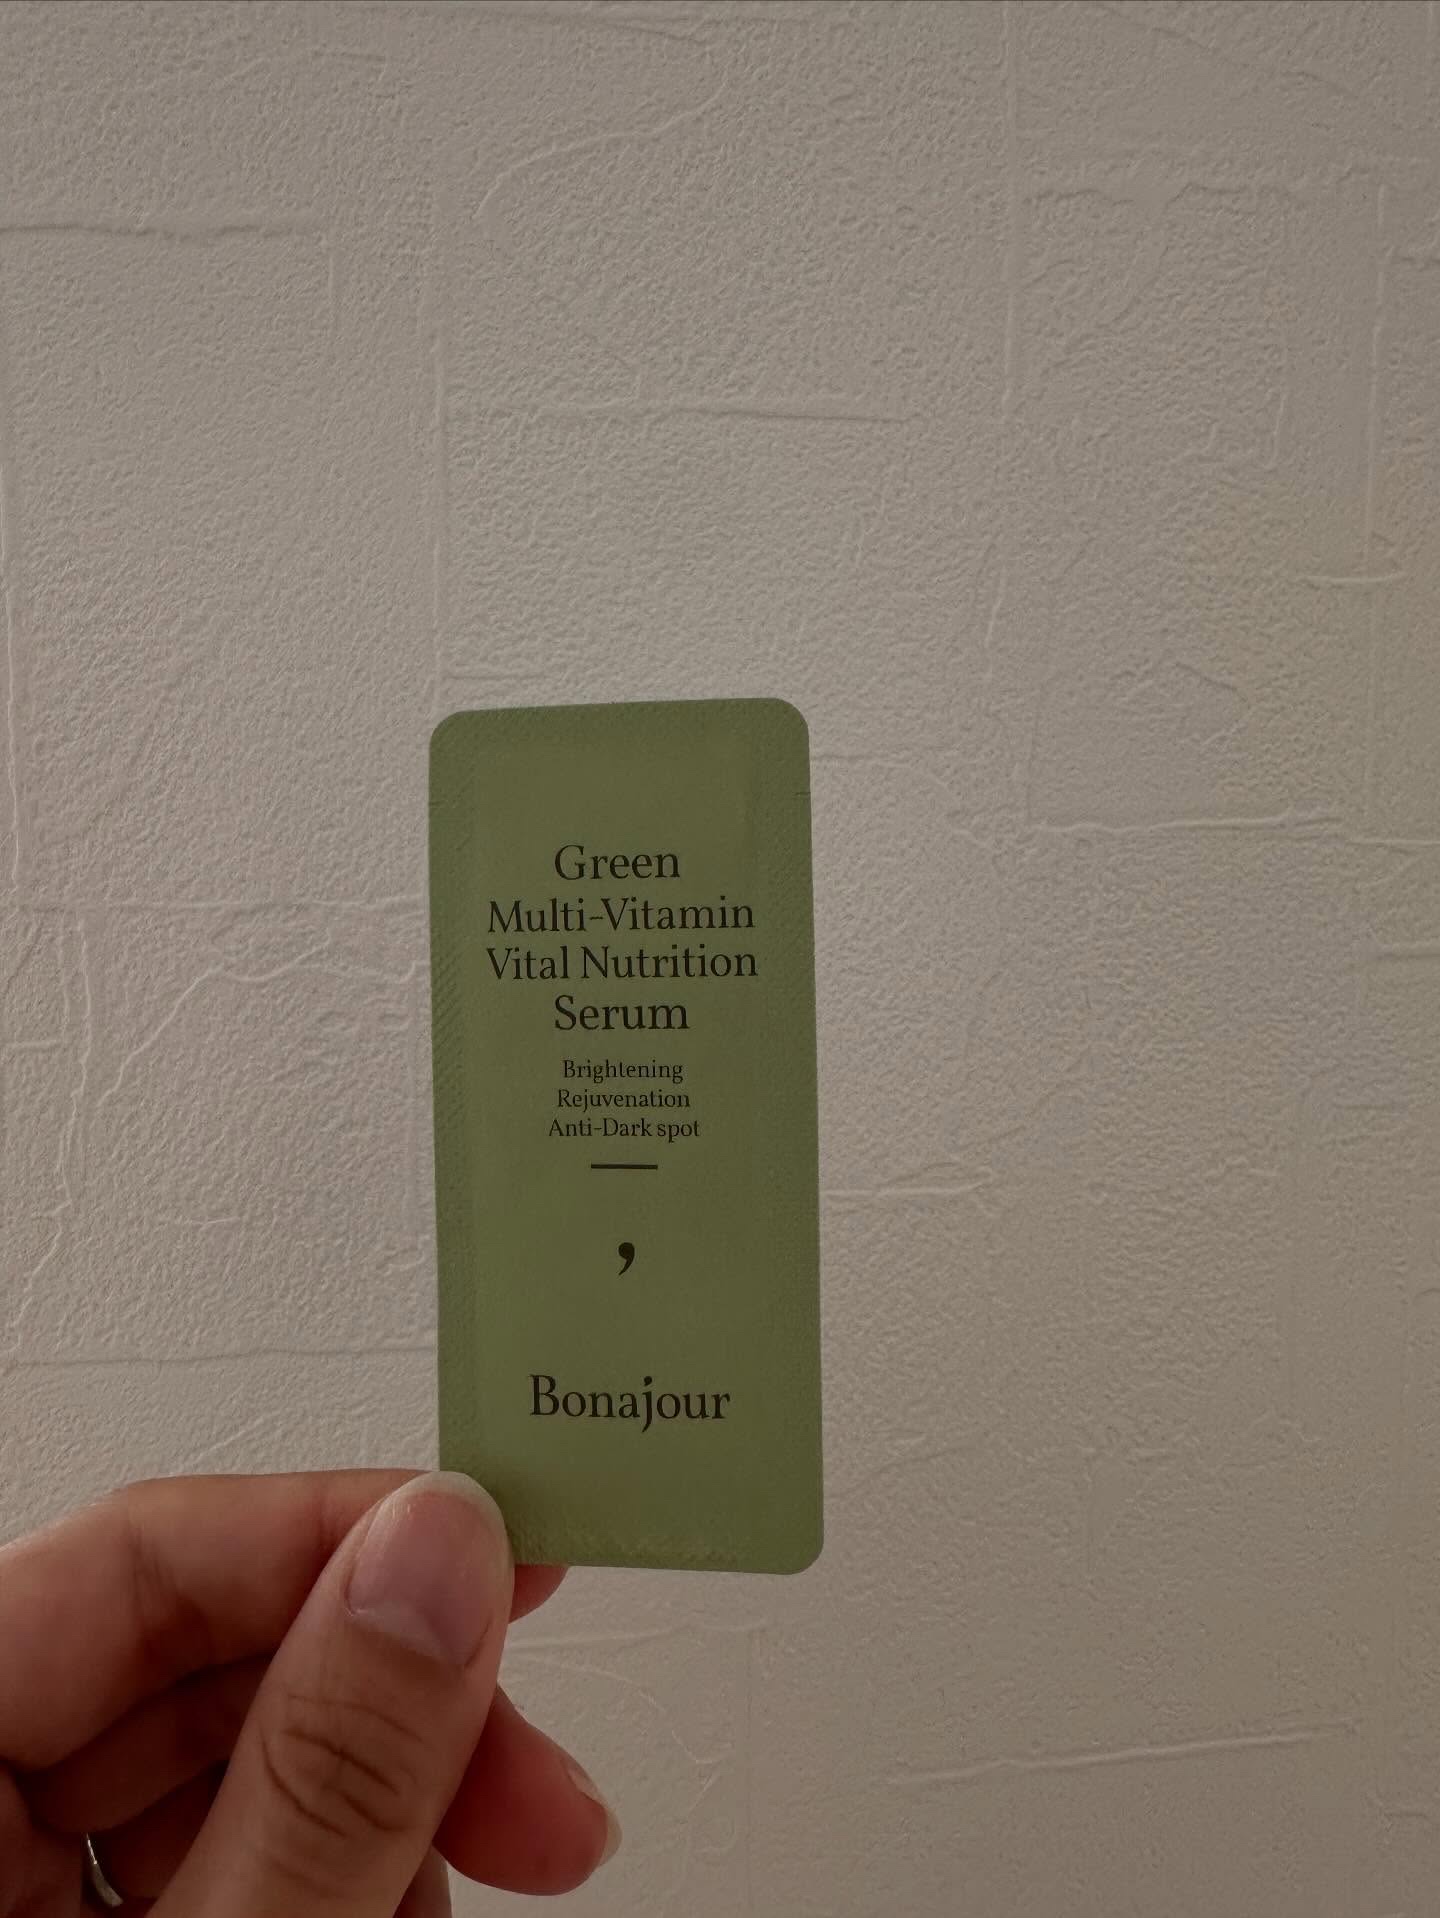 Green
Multi-Vitamin
Vital Nutrition
Serum
Brightening
Rejuvenation
Anti-Dark spot
,
Bonajour